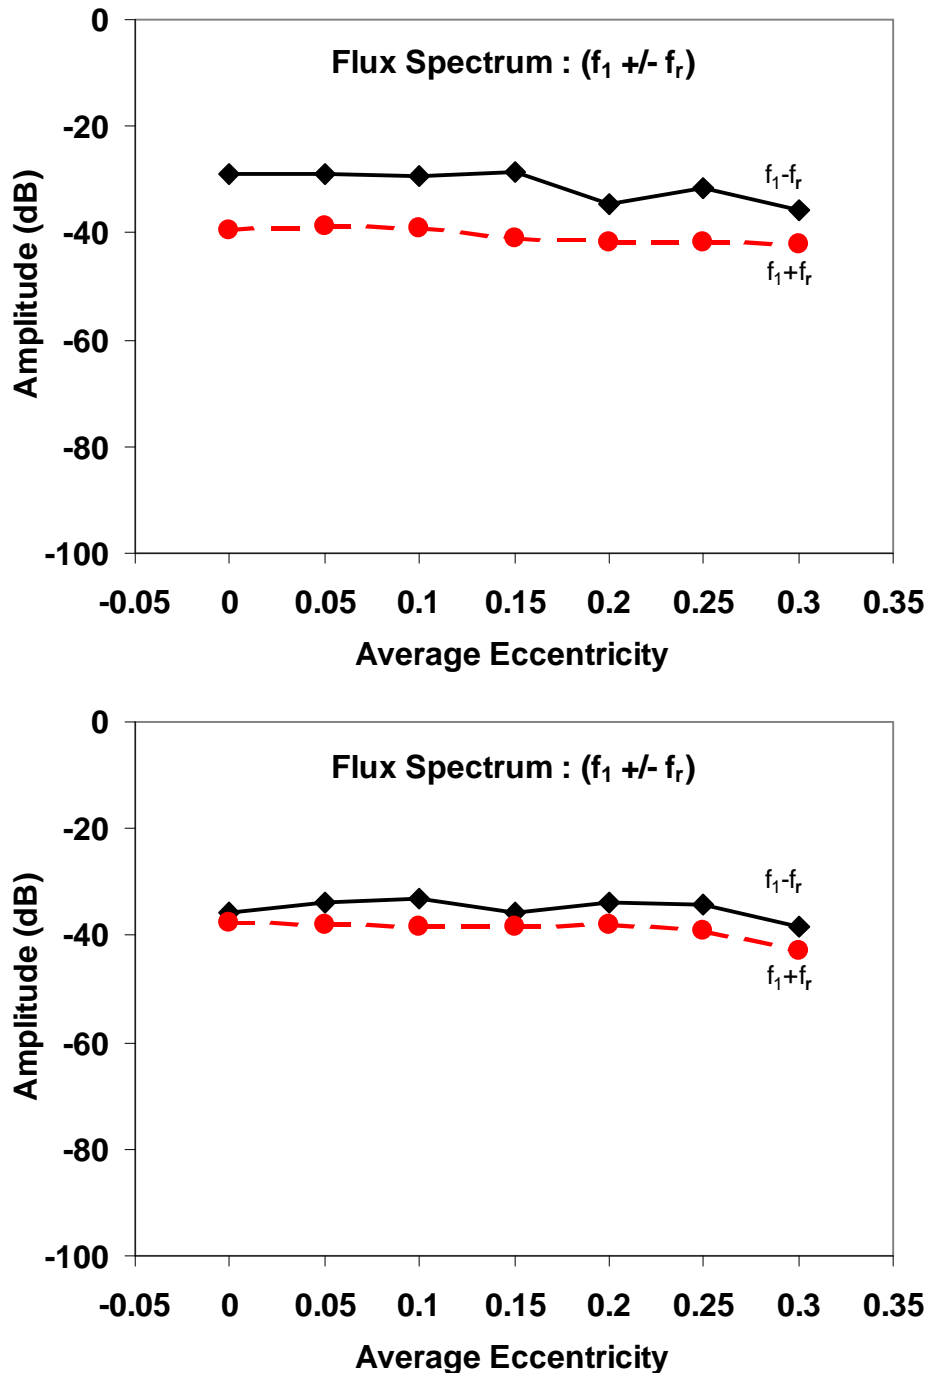 0
Flux Spectrum : (f₁ +/- fᵣ)
-20
f₁-fᵣ
-40
f₁+fᵣ
-60
-80
-100
Amplitude (dB)
-0.05 0 0.05 0.1 0.15 0.2 0.25 0.3 0.35
Average Eccentricity
0
Flux Spectrum : (f₁ +/- fᵣ)
-20
f₁-fᵣ
-40
f₁+fᵣ
-60
-80
-100
Amplitude (dB)
-0.05 0 0.05 0.1 0.15 0.2 0.25 0.3 0.35
Average Eccentricity